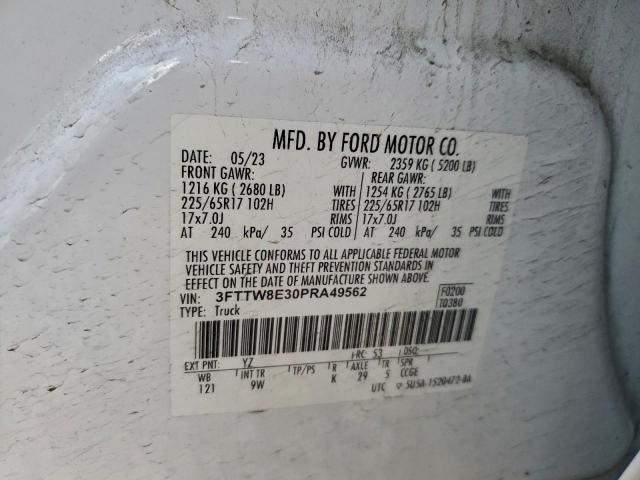 MFD. BY FORD MOTOR CO.
DATE: 05/23 GVWR: 2359 KG ( 5200 LB)
FRONT GAWR: REAR GAWR:
1216 KG ( 2680 LB) WITH 1254 KG ( 2765 LB) WITH
225/65R17 102H TIRES 225/65R17 102H TIRES
17x7.0J RIMS 17x7.0J RIMS
AT 240 kPa/ 35 PSI COLD AT 240 kPa/ 35 PSI COLD
THIS VEHICLE CONFORMS TO ALL APPLICABLE FEDERAL MOTOR
VEHICLE SAFETY AND THEFT PREVENTION STANDARDS IN
EFFECT ON THE DATE OF MANUFACTURE SHOWN ABOVE.
VIN: 3FTTW8E30PRA49562 F0200
TYPE: Truck T0380
EXT PNT: YZ RC: 53 DSO:
WB INT TR TP/PS R AXLE TR SPR
121 9W K 29 5 CCGE
UTC SU5A-1520472-BA